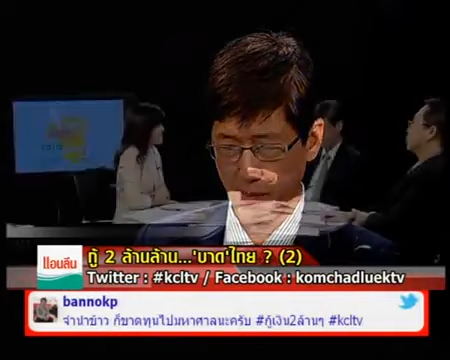 แอนลีน
กู้ 2 ล้านล้าน...'บาด'ไทย ? (2)
Twitter : #kcltv / Facebook : komchadluektv
bannokp
จำนำข้าว ก็ขาดทุนไปมหาศาลนะครับ #กู้เงิน2ล้านๆ #kcltv